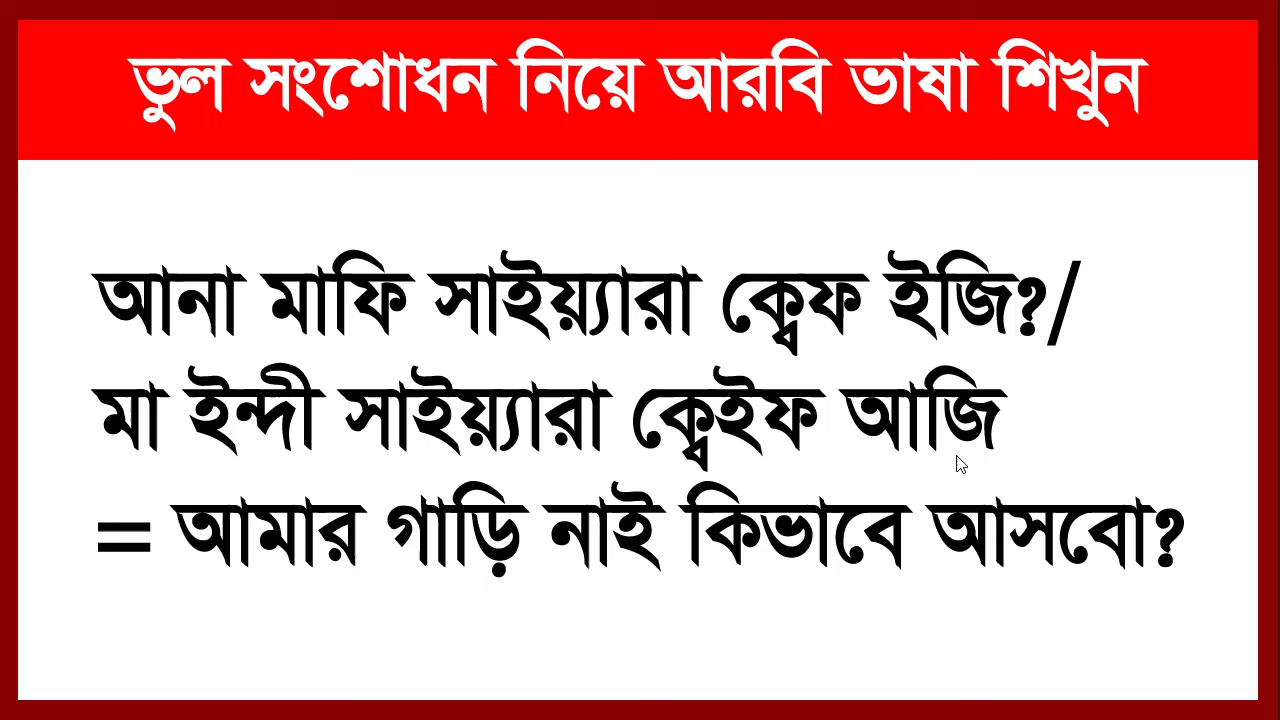 ভুল সংশোধন নিয়ে আরবি ভাষা শিখুন
আনা মাফি সাইয়্যারা ক্বেফ ইজি?/
মা ইন্দী সাইয়্যারা ক্বেইফ আজি
= আমার গাড়ি নাই কিভাবে আসবো?